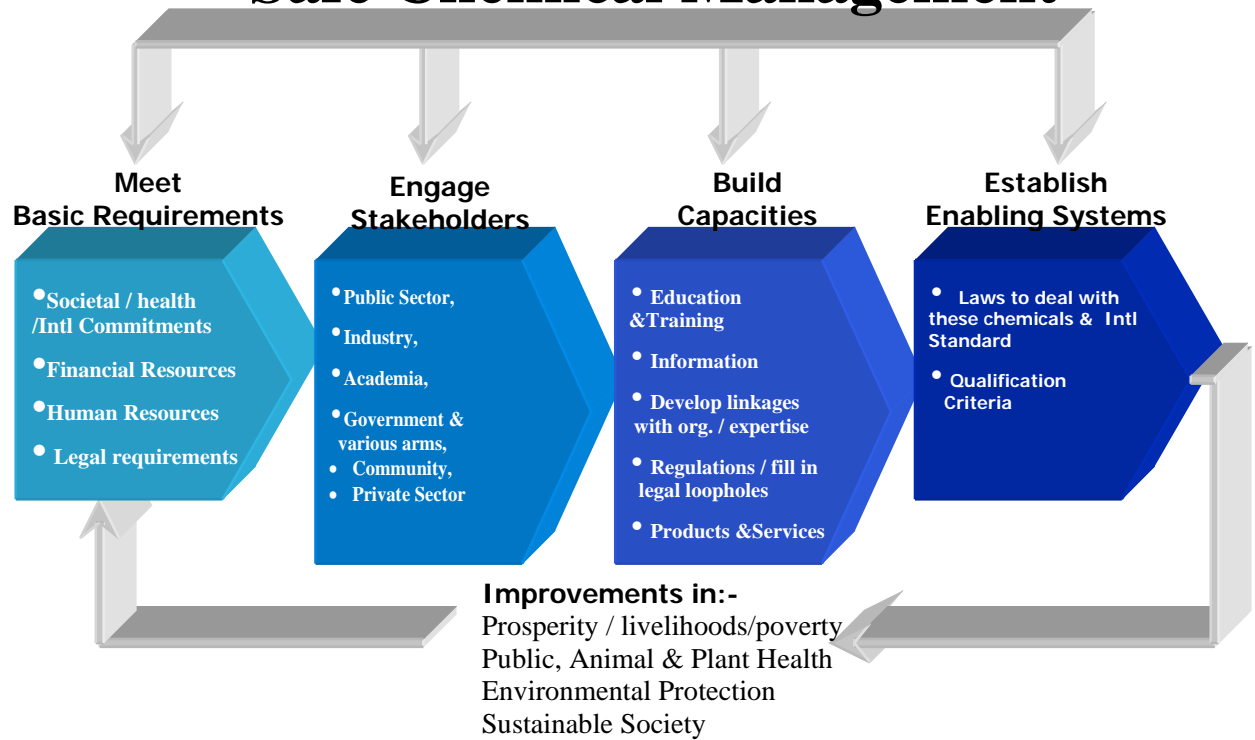 Safe Chemical Management
Meet
Basic Requirements
•Societal / health
/Intl Commitments
•Financial Resources
•Human Resources
• Legal requirements
Engage
Stakeholders
•Public Sector,
•Industry,
•Academia,
•Government &
various arms,
• Community,
• Private Sector
Build
Capacities
• Education
&Training
• Information
• Develop linkages
with org. / expertise
• Regulations / fill in
legal loopholes
• Products &Services
Establish
Enabling Systems
• Laws to deal with
these chemicals & Intl
Standard
• Qualification
Criteria
Improvements in:-
Prosperity / livelihoods/poverty
Public, Animal & Plant Health
Environmental Protection
Sustainable Society